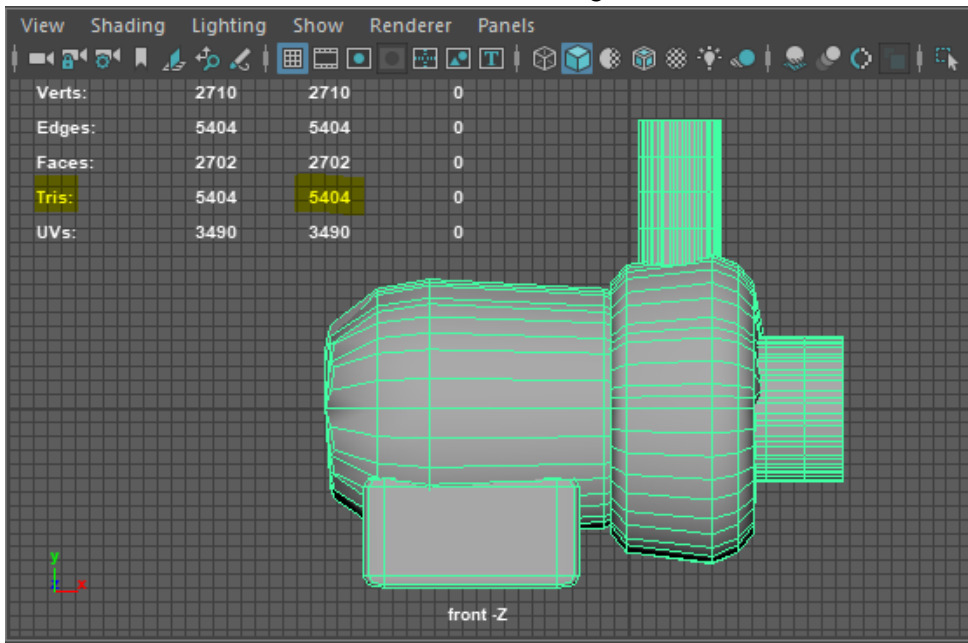 View Shading Lighting Show Renderer Panels
T
Verts: 2710 2710 0
Edges: 5404 5404 0
Faces: 2702 2702 0
Tris: 5404 5404 0
UVs: 3490 3490 0
y
z x
front -Z